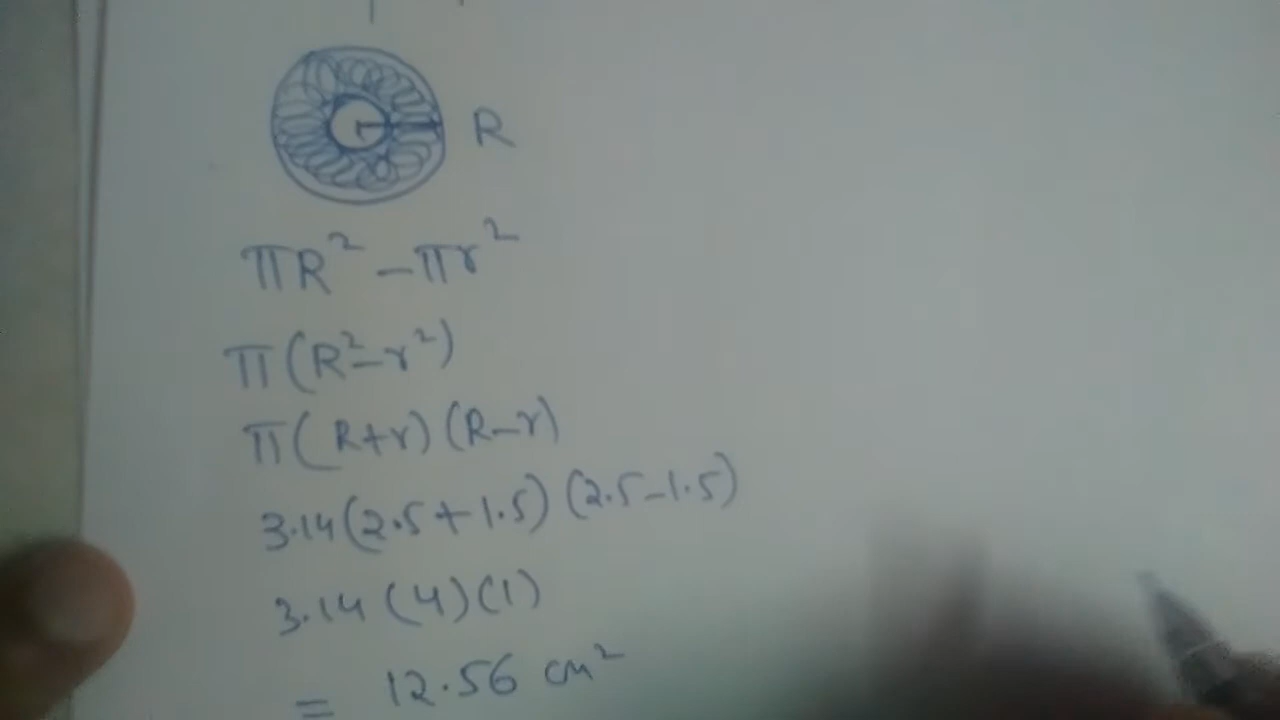 R
πR² - πr²
π(R²-r²)
π(R+r)(R-r)
3.14(2.5+1.5)(2.5-1.5)
3.14(4)(1)
= 12.56 cm²